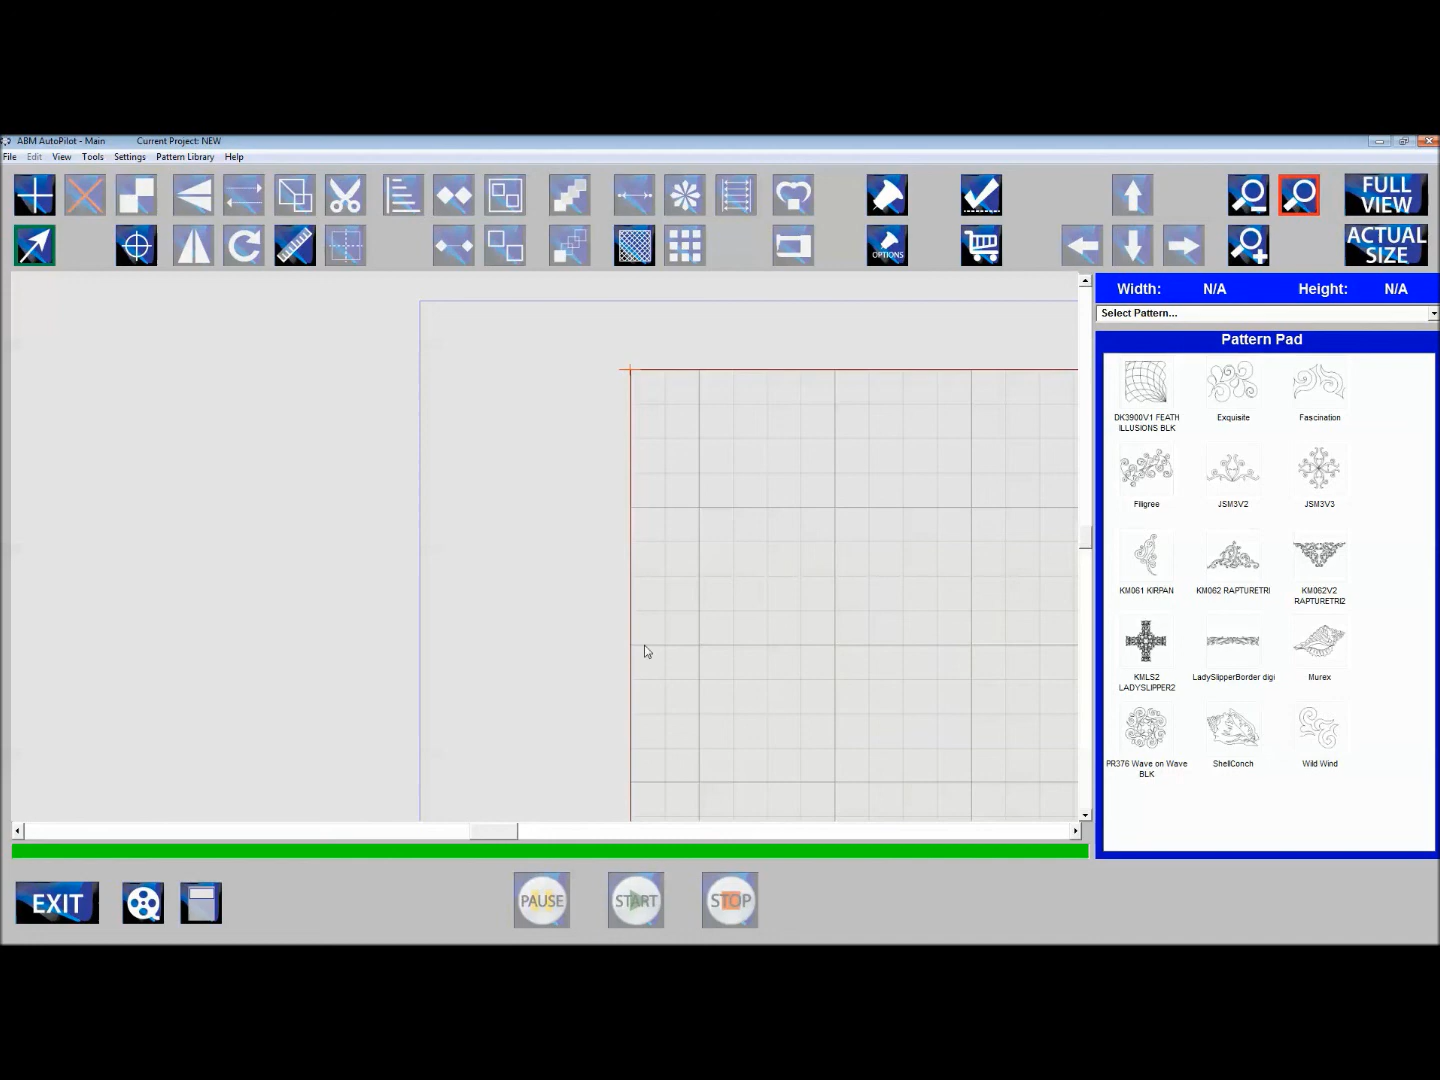 ABM AutoPilot - Main Current Project: NEW
File Edit View Tools Settings Pattern Library Help
FULL VIEW
OPTIONS
ACTUAL SIZE
Width: N/A Height: N/A
Select Pattern...
Pattern Pad
DK3900V1 FEATH ILLUSIONS BLK
Exquisite
Fascination
Filigree
JSM3V2
JSM3V3
KM061 KIRPAN
KM062 RAPTURETRI
KM062V2 RAPTURETRI2
KMLS2 LADYSLIPPER2
LadySlipperBorder digi
Murex
PR376 Wave on Wave BLK
ShellConch
Wild Wind
EXIT
PAUSE
START
STOP